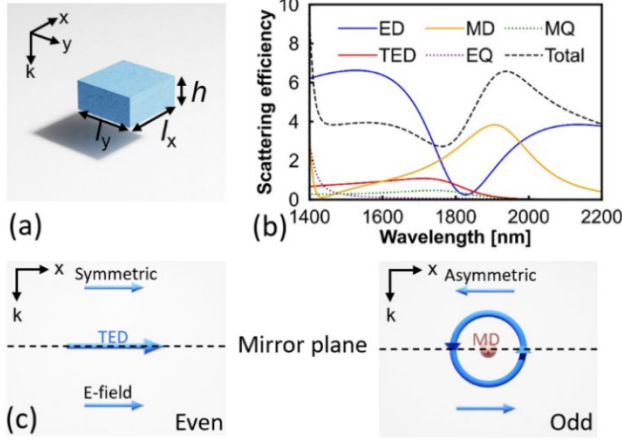 x
y
k
h
l_y
l_x
(a)
10
8
6
4
2
0
Scattering efficiency
ED
MD
MQ
TED
EQ
Total
1400
1600
1800
2000
2200
Wavelength [nm]
(b)
x
k
Symmetric
TED
E-field
Even
(c)
Mirror plane
x
k
Asymmetric
MD
Odd